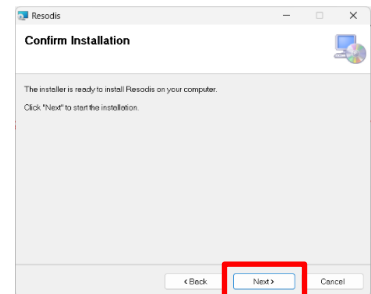 Resodis
Confirm Installation
The installer is ready to install Resodis on your computer.
Click "Next" to start the installation.
< Back
Next >
Cancel